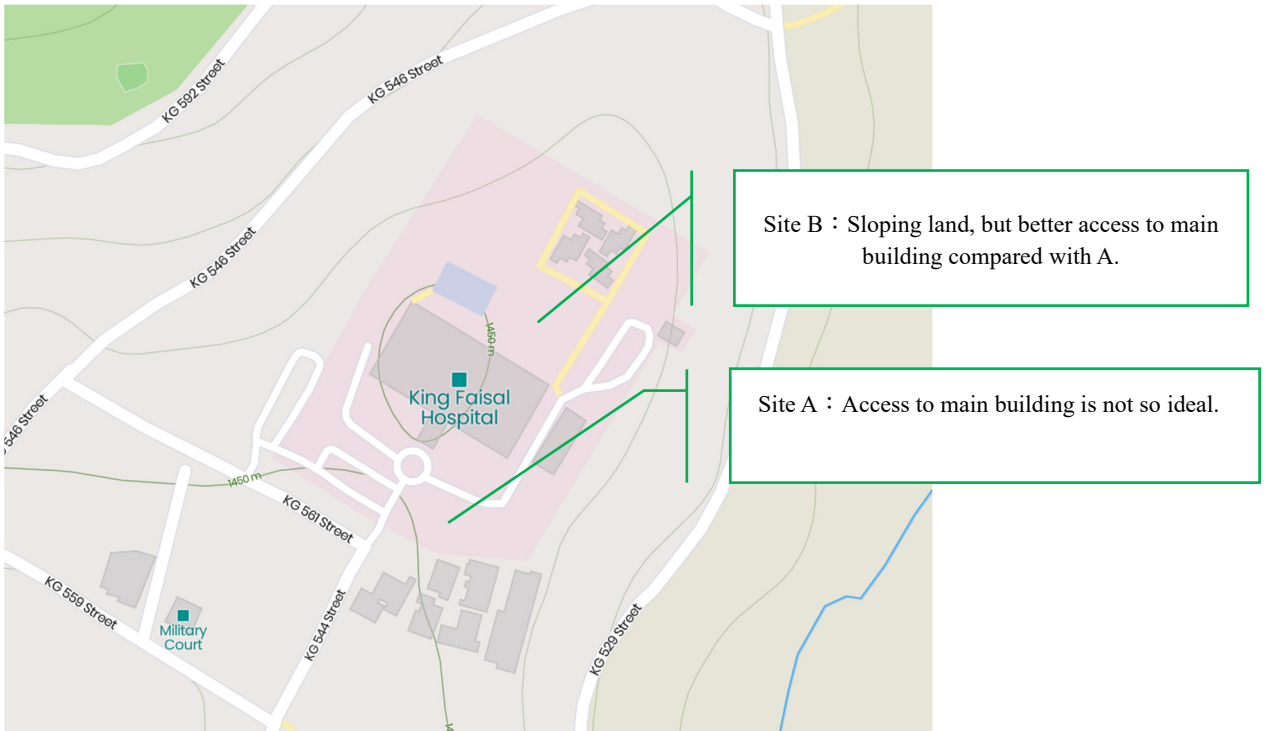 KG 592 Street
KG 546 Street
KG 546 Street
Site B：Sloping land, but better access to main
building compared with A.
1450 m
King Faisal
Hospital
Site A：Access to main building is not so ideal.
546 Street
1450 m
KG 561 Street
KG 559 Street
Military
Court
KG 544 Street
KG 529 Street